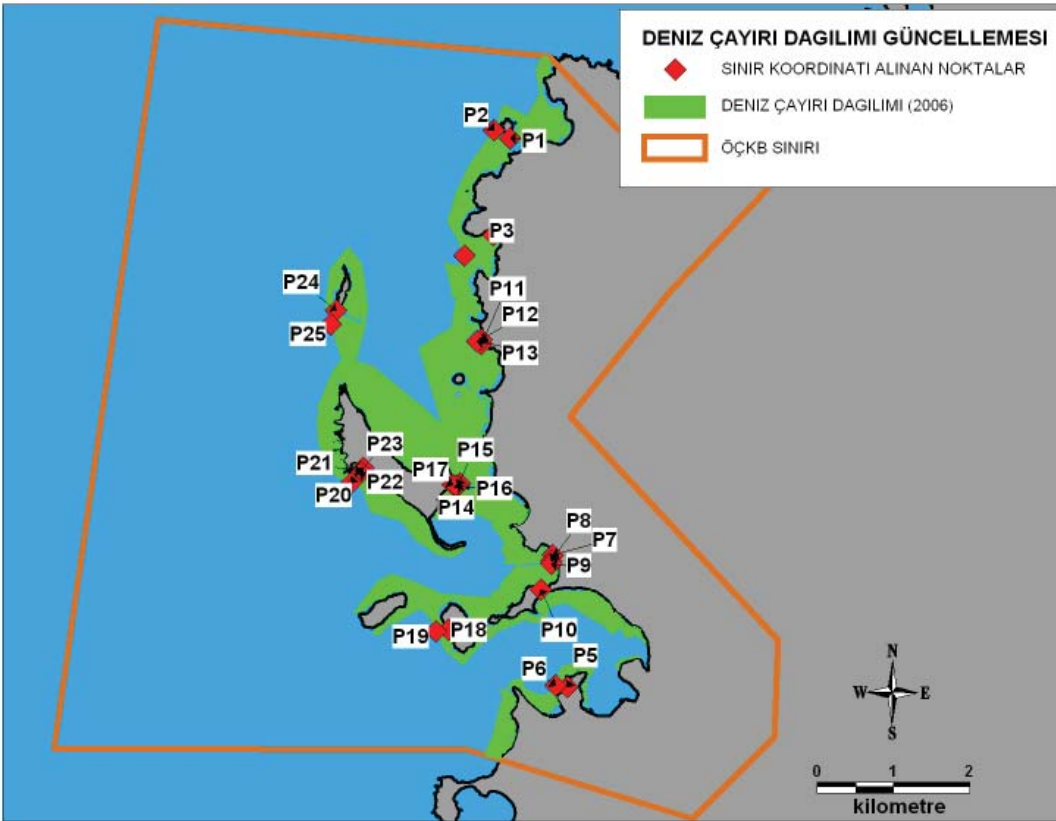 DENIZ ÇAYIRI DAGILIMI GÜNCELLEMESI
SINIR KOORDINATI ALINAN NOKTALAR
DENIZ ÇAYIRI DAGILIMI (2006)
ÖÇKB SINIRI
P2
P1
P3
P24
P11
P12
P25
P13
P23
P15
P21
P17
P22
P16
P20
P14
P8
P7
P9
P19
P18
P10
P6
P5
N
W
E
S
0
1
2
kilometre